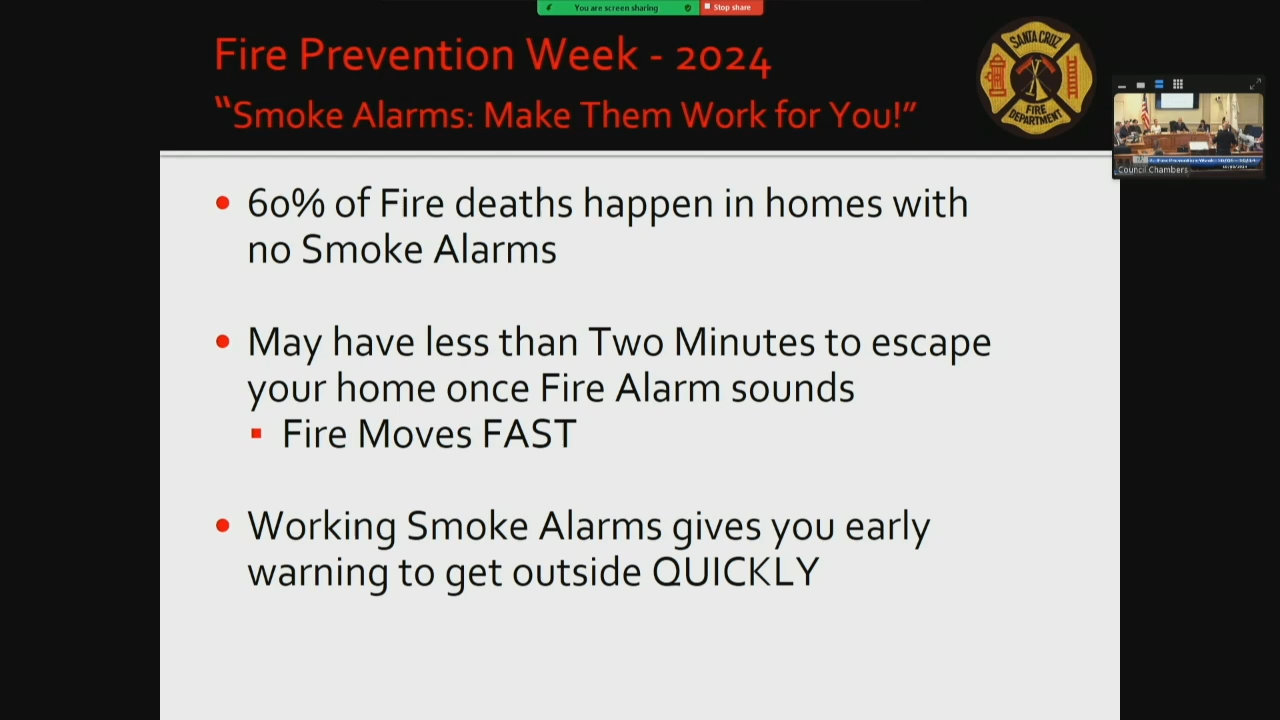 You are screen sharing
Stop share
Fire Prevention Week - 2024
“Smoke Alarms: Make Them Work for You!”
SANTA CRUZ
FIRE
DEPARTMENT
Council Chambers
• 60% of Fire deaths happen in homes with
no Smoke Alarms
• May have less than Two Minutes to escape
your home once Fire Alarm sounds
▪ Fire Moves FAST
• Working Smoke Alarms gives you early
warning to get outside QUICKLY